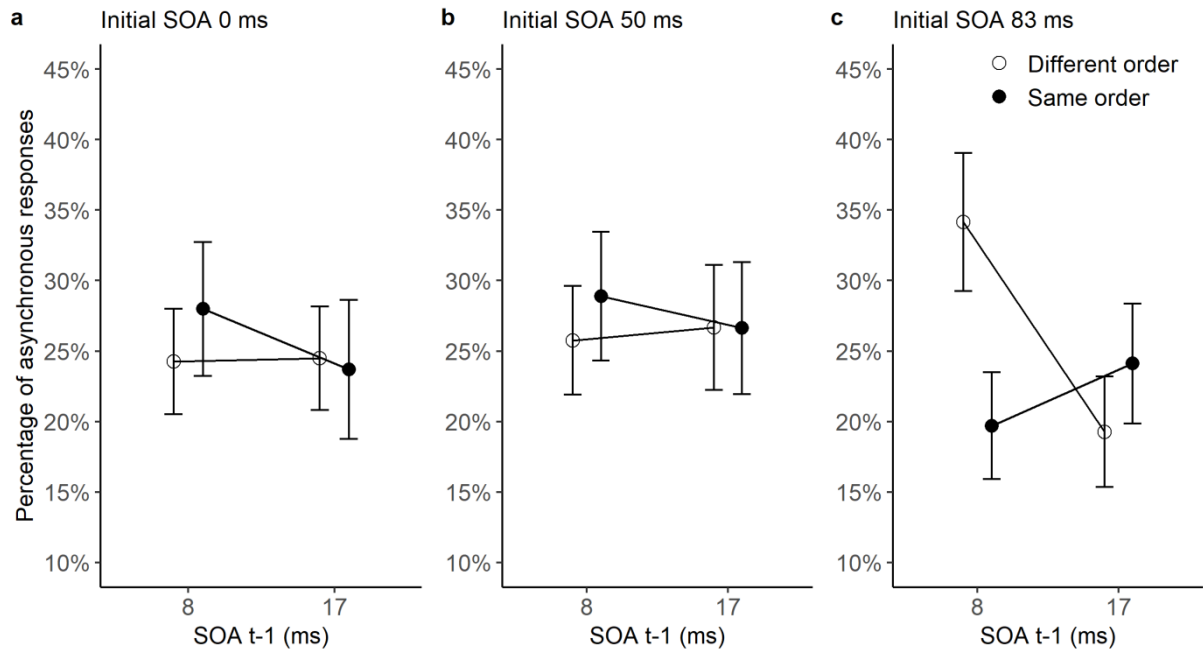 a
Initial SOA 0 ms
b
Initial SOA 50 ms
c
Initial SOA 83 ms
Different order
Same order
Percentage of asynchronous responses
45%
40%
35%
30%
25%
20%
15%
10%
8
17
SOA t-1 (ms)
45%
40%
35%
30%
25%
20%
15%
10%
8
17
SOA t-1 (ms)
45%
40%
35%
30%
25%
20%
15%
10%
8
17
SOA t-1 (ms)